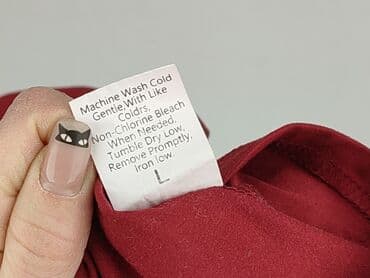 Machine Wash Cold
Gentle,With Like
Coldrs,
Non-Chlorine Bleach
When Needed,
Tumble Dry Low,
Remove Promptly,
iron low
L